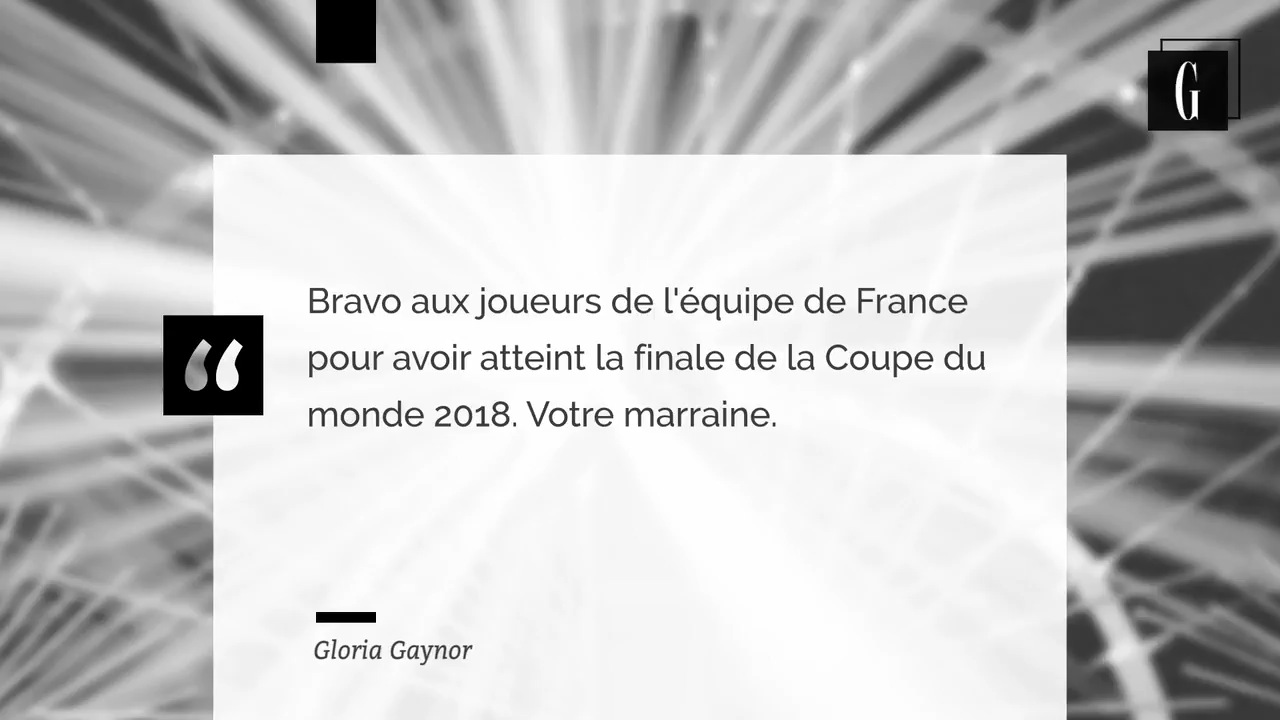 G
Bravo aux joueurs de l'équipe de France
pour avoir atteint la finale de la Coupe du
monde 2018. Votre marraine.
Gloria Gaynor